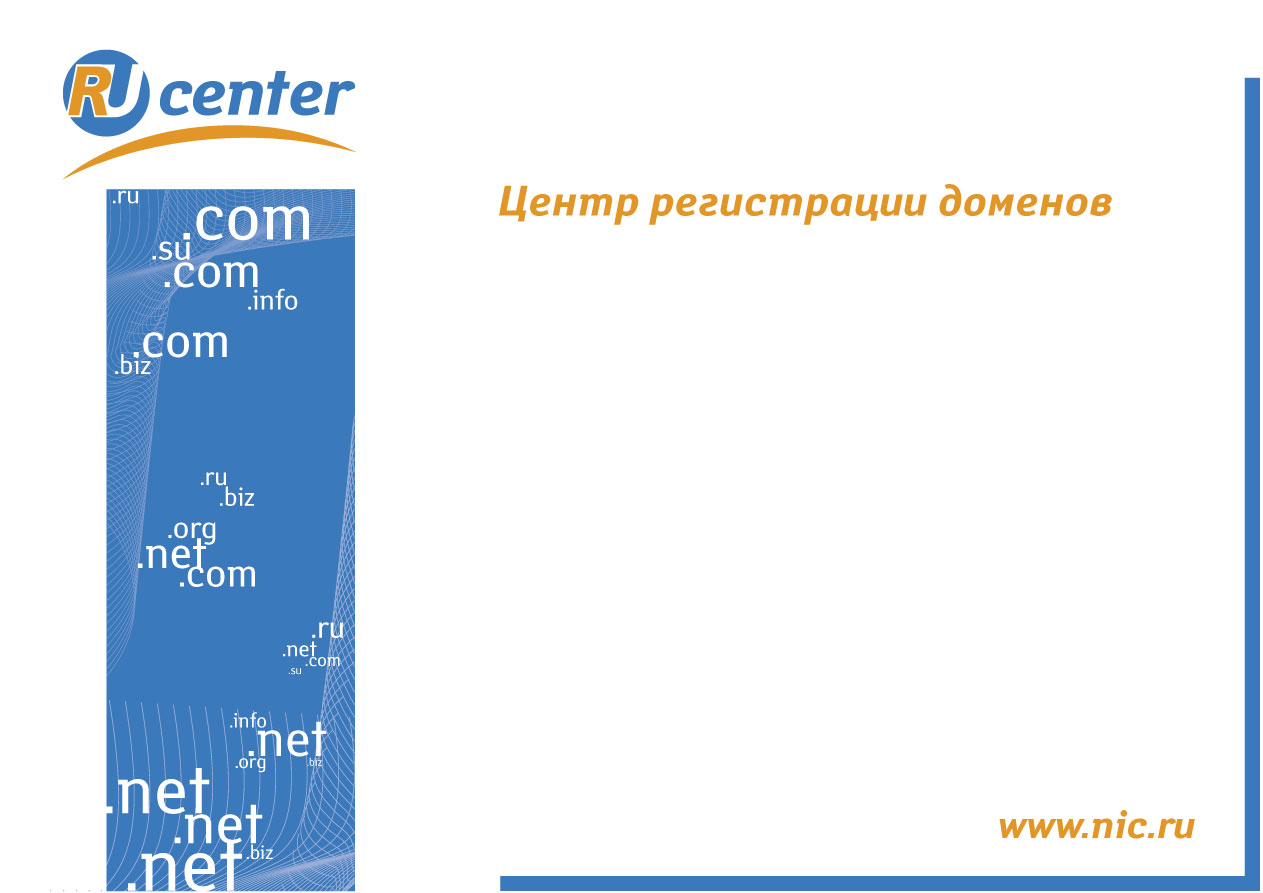 RU center
Центр регистрации доменов
.ru
.com
.su
.com
.info
.com
.biz
.ru
.biz
.org
.net
.com
.ru
.net
.com
.su
.info
.net
.org
.biz
.net
.net
.biz
.net
www.nic.ru